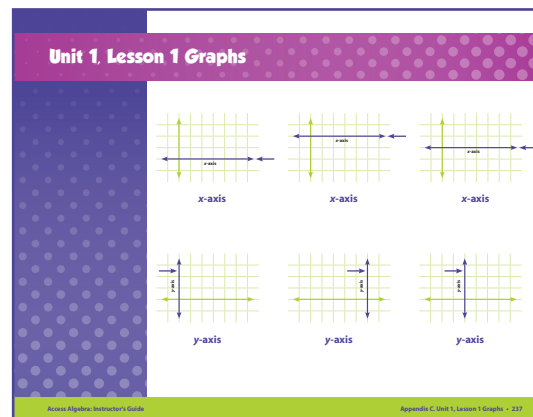 Unit 1, Lesson 1 Graphs
x-axis
x-axis
x-axis
x-axis
x-axis
x-axis
y-axis
y-axis
y-axis
y-axis
y-axis
y-axis
Access Algebra: Instructor's Guide
Appendix C, Unit 1, Lesson 1 Graphs • 237